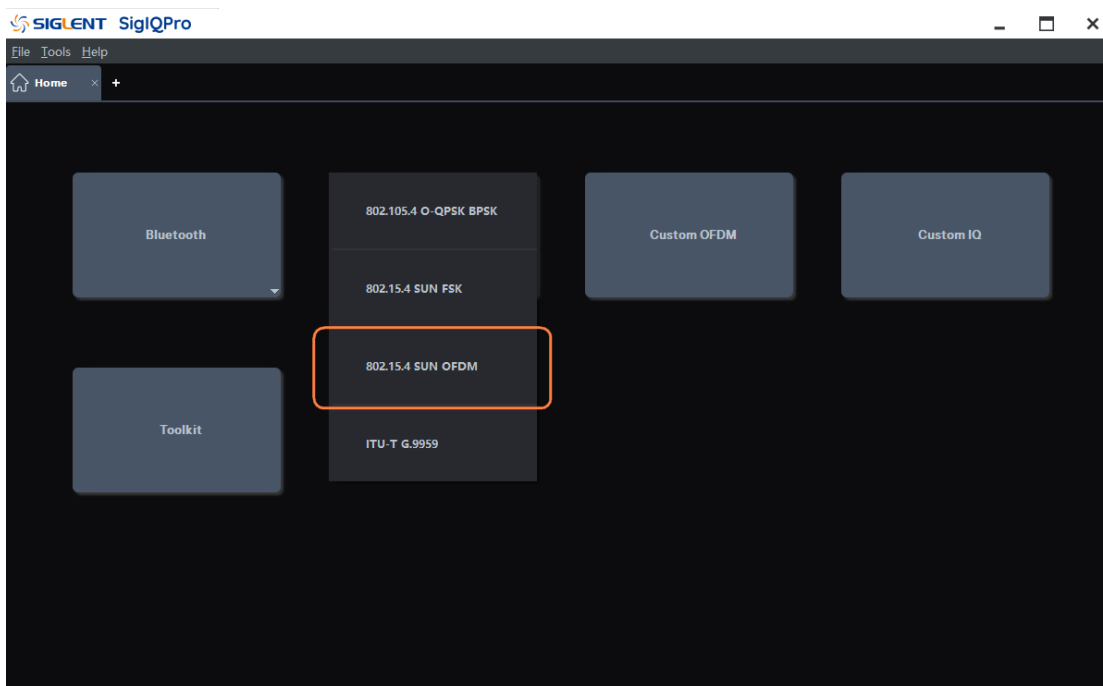 SIGLENT SigIQPro
File Tools Help
Home
Bluetooth
802.105.4 O-QPSK BPSK
802.15.4 SUN FSK
802.15.4 SUN OFDM
ITU-T G.9959
Custom OFDM
Custom IQ
Toolkit